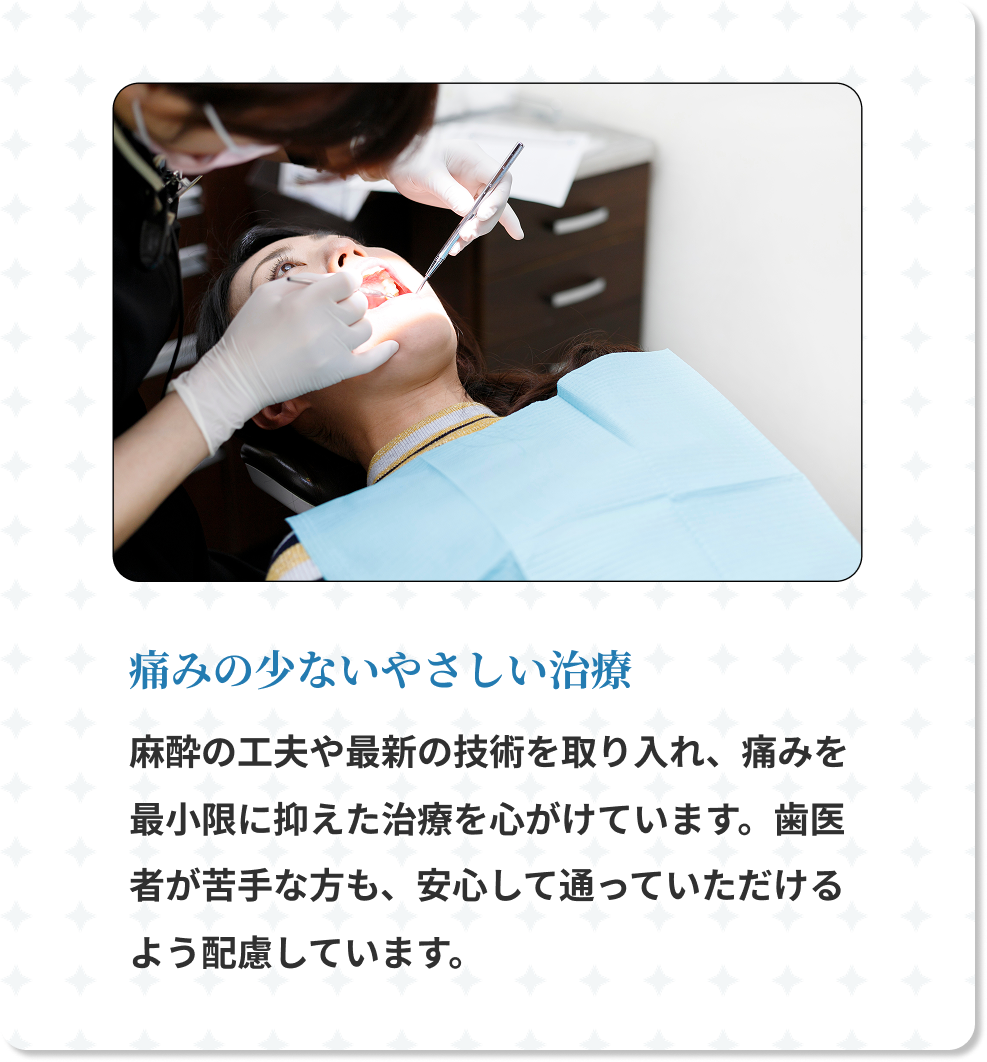 痛みの少ないやさしい治療
麻酔の工夫や最新の技術を取り入れ、痛みを
最小限に抑えた治療を心がけています。歯医
者が苦手な方も、安心して通っていただける
よう配慮しています。